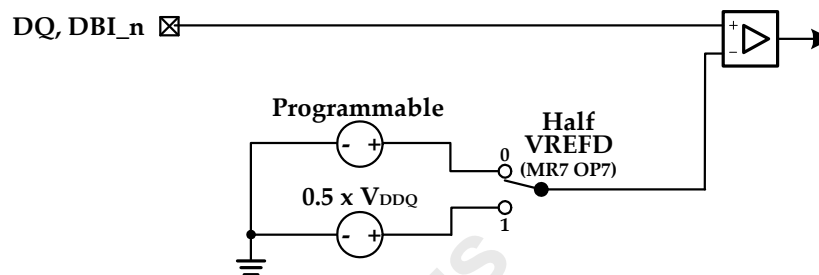 DQ, DBI_n
+
−
Programmable
- +
Half
VREFD
(MR7 OP7)
0
0.5 x VDDQ
- +
1